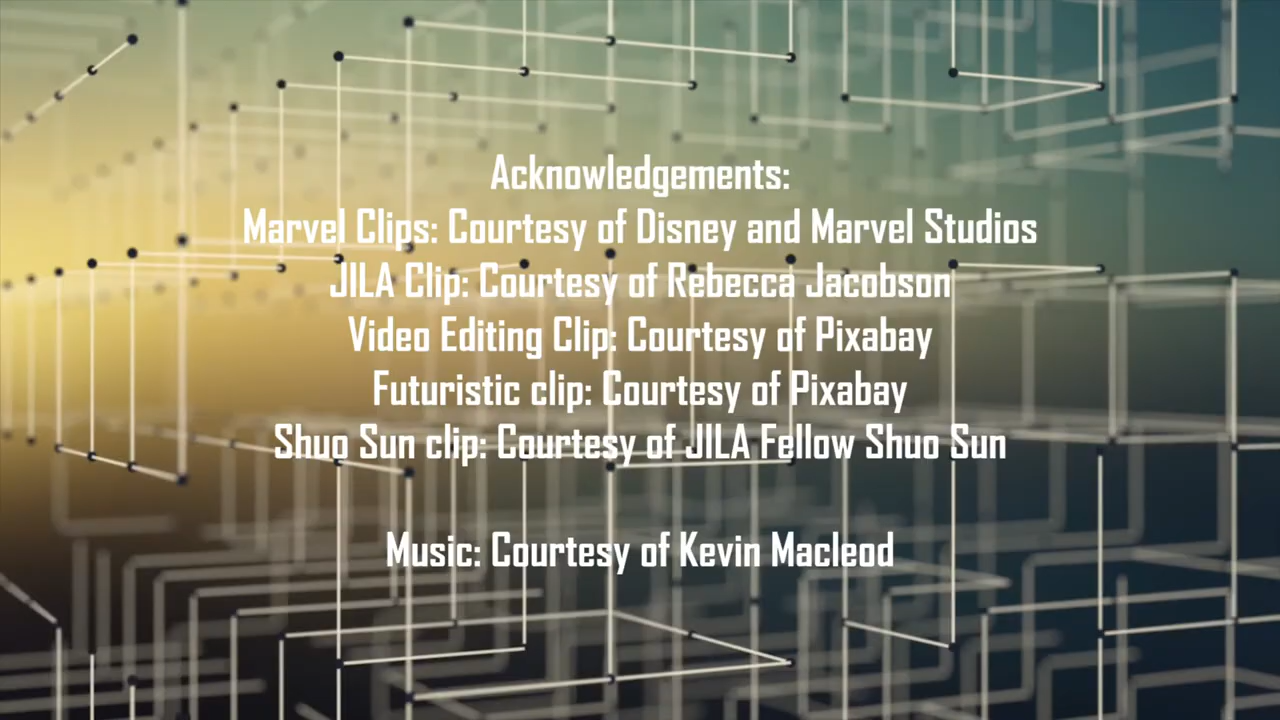 Acknowledgements:
Marvel Clips: Courtesy of Disney and Marvel Studios
JILA Clip: Courtesy of Rebecca Jacobson
Video Editing Clip: Courtesy of Pixabay
Futuristic clip: Courtesy of Pixabay
Shuo Sun clip: Courtesy of JILA Fellow Shuo Sun
Music: Courtesy of Kevin Macleod